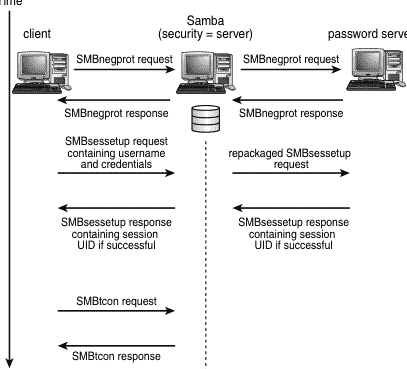 Time
Samba
client
(security = server)
password serve
SMBnegprot request
SMBnegprot request
SMBnegprot response
SMBnegprot response
SMBsessetup request
containing username
and credentials
repackaged SMBsessetup
request
SMBsessetup response
containing session
UID if successful
SMBsessetup response
containing session
UID if successful
SMBtcon request
SMBtcon response